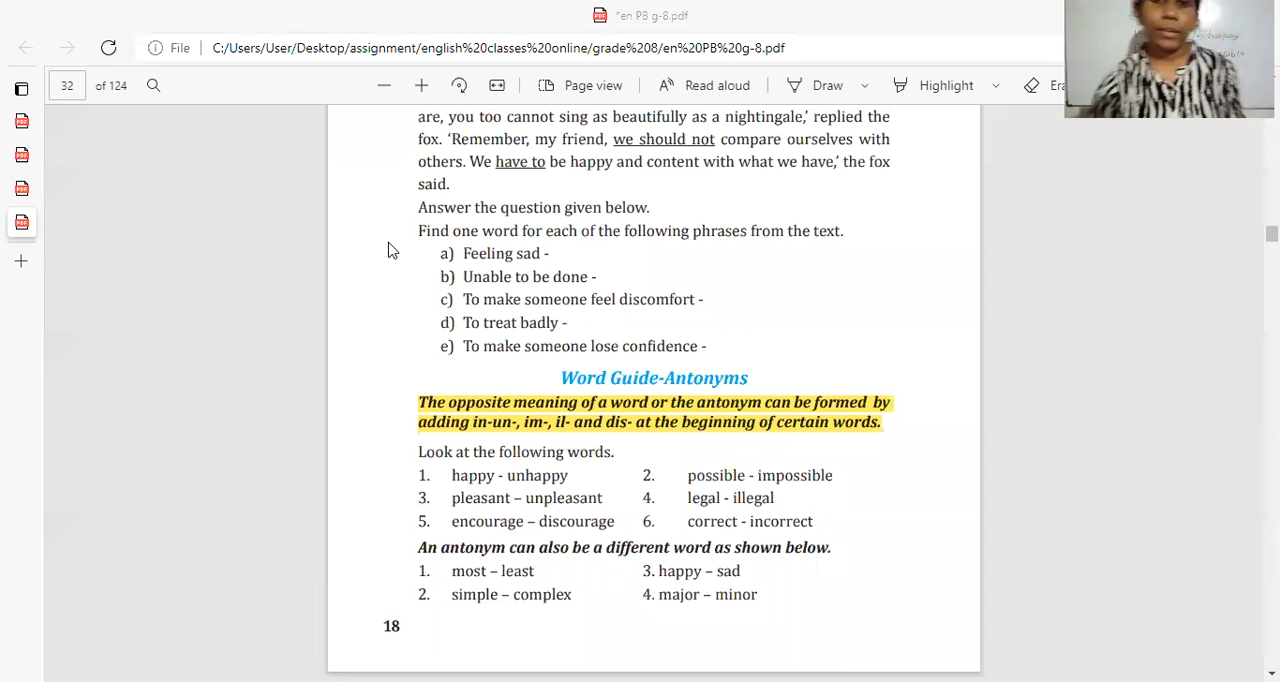 *en PB g-8.pdf
File C:/Users/User/Desktop/assignment/english%20classes%20online/grade%208/en%20PB%20g-8.pdf
32 of 124 Page view Read aloud Draw Highlight Era
are, you too cannot sing as beautifully as a nightingale,’ replied the
fox. ‘Remember, my friend, we should not compare ourselves with
others. We have to be happy and content with what we have,’ the fox
said.
Answer the question given below.
Find one word for each of the following phrases from the text.
a) Feeling sad -
b) Unable to be done -
c) To make someone feel discomfort -
d) To treat badly -
e) To make someone lose confidence -
Word Guide-Antonyms
The opposite meaning of a word or the antonym can be formed by
adding in-un-, im-, il- and dis- at the beginning of certain words.
Look at the following words.
1. happy - unhappy 2. possible - impossible
3. pleasant – unpleasant 4. legal - illegal
5. encourage – discourage 6. correct - incorrect
An antonym can also be a different word as shown below.
1. most – least 3. happy – sad
2. simple – complex 4. major – minor
18